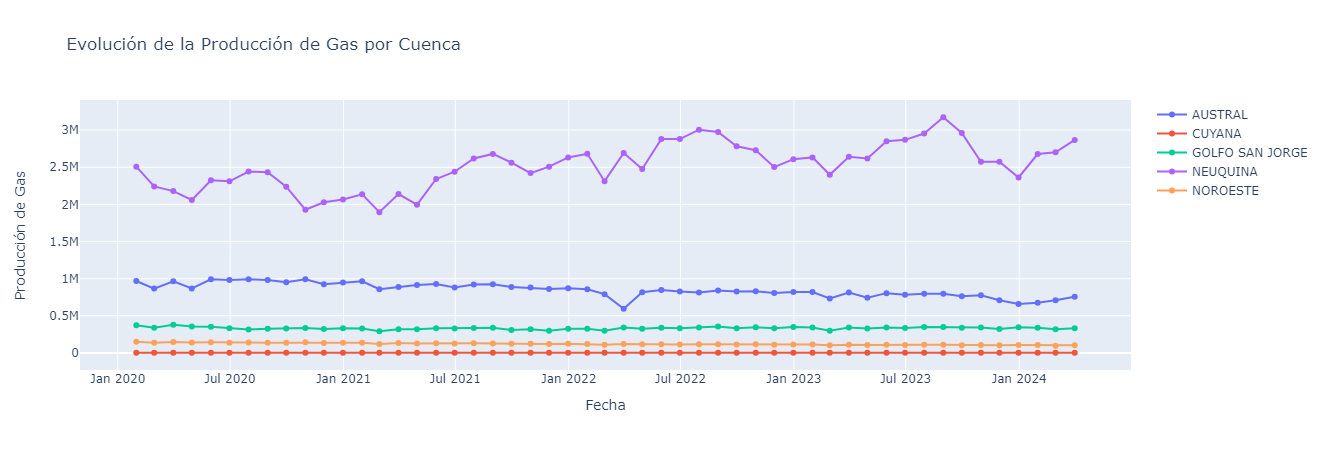 Evolución de la Producción de Gas por Cuenca
Producción de Gas
3M
2.5M
2M
1.5M
1M
0.5M
0
Jan 2020 Jul 2020 Jan 2021 Jul 2021 Jan 2022 Jul 2022 Jan 2023 Jul 2023 Jan 2024
Fecha
AUSTRAL
CUYANA
GOLFO SAN JORGE
NEUQUINA
NOROESTE